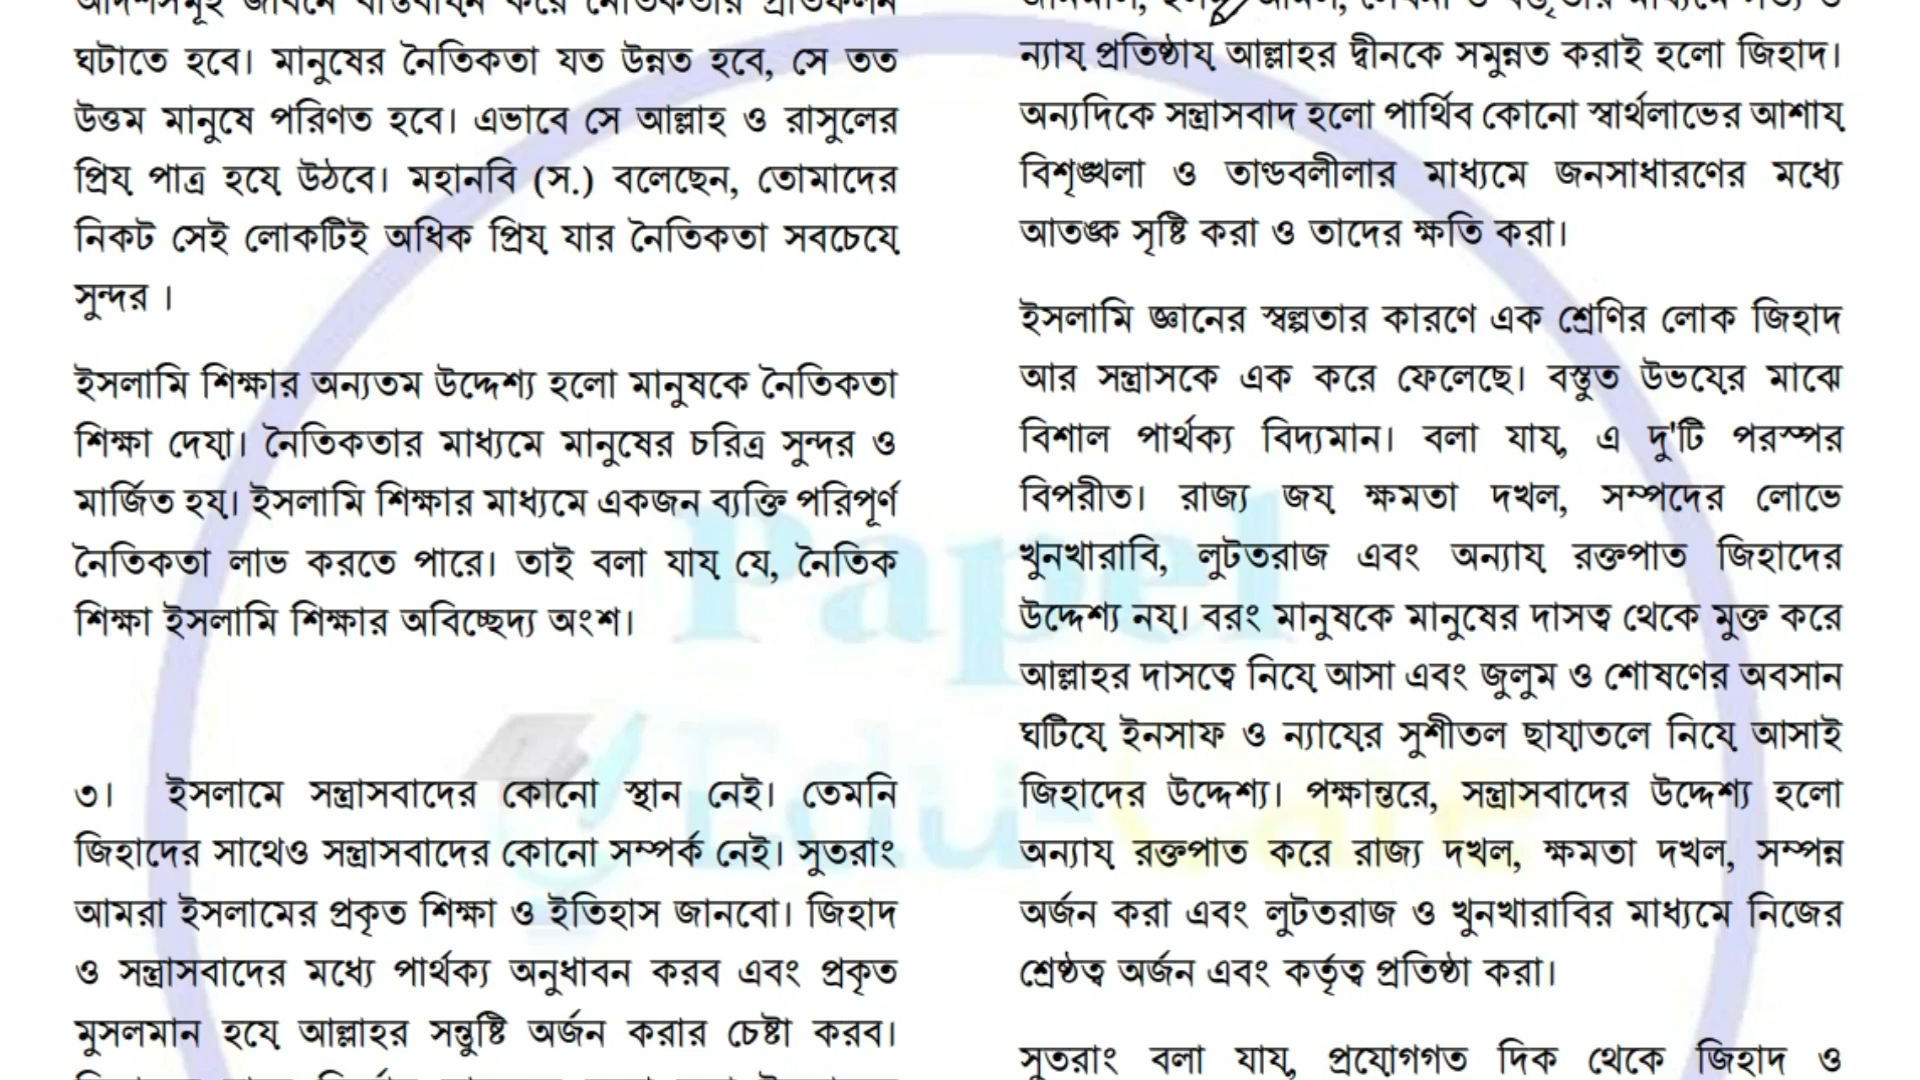 ঘটাতে হবে। মানুষের নৈতিকতা যত উন্নত হবে, সে তত
উত্তম মানুষে পরিণত হবে। এভাবে সে আল্লাহ ও রাসুলের
প্রিয় পাত্র হয়ে উঠবে। মহানবি (স.) বলেছেন, তোমাদের
নিকট সেই লোকটিই অধিক প্রিয় যার নৈতিকতা সবচেয়ে
সুন্দর ।
ইসলামি শিক্ষার অন্যতম উদ্দেশ্য হলো মানুষকে নৈতিকতা
শিক্ষা দেয়া। নৈতিকতার মাধ্যমে মানুষের চরিত্র সুন্দর ও
মার্জিত হয়। ইসলামি শিক্ষার মাধ্যমে একজন ব্যক্তি পরিপূর্ণ
নৈতিকতা লাভ করতে পারে। তাই বলা যায় যে, নৈতিক
শিক্ষা ইসলামি শিক্ষার অবিচ্ছেদ্য অংশ।
৩। ইসলামে সন্ত্রাসবাদের কোনো স্থান নেই। তেমনি
জিহাদের সাথেও সন্ত্রাসবাদের কোনো সম্পর্ক নেই। সুতরাং
আমরা ইসলামের প্রকৃত শিক্ষা ও ইতিহাস জানবো। জিহাদ
ও সন্ত্রাসবাদের মধ্যে পার্থক্য অনুধাবন করব এবং প্রকৃত
মুসলমান হয়ে আল্লাহর সন্তুষ্টি অর্জন করার চেষ্টা করব।
ন্যায় প্রতিষ্ঠায় আল্লাহর দ্বীনকে সমুন্নত করাই হলো জিহাদ।
অন্যদিকে সন্ত্রাসবাদ হলো পার্থিব কোনো স্বার্থলাভের আশায়
বিশৃঙ্খলা ও তাণ্ডবলীলার মাধ্যমে জনসাধারণের মধ্যে
আতঙ্ক সৃষ্টি করা ও তাদের ক্ষতি করা।
ইসলামি জ্ঞানের স্বল্পতার কারণে এক শ্রেণির লোক জিহাদ
আর সন্ত্রাসকে এক করে ফেলেছে। বস্তুত উভয়ের মাঝে
বিশাল পার্থক্য বিদ্যমান। বলা যায়, এ দু'টি পরস্পর
বিপরীত। রাজ্য জয় ক্ষমতা দখল, সম্পদের লোভে
খুনখারাবি, লুটতরাজ এবং অন্যায় রক্তপাত জিহাদের
উদ্দেশ্য নয়। বরং মানুষকে মানুষের দাসত্ব থেকে মুক্ত করে
আল্লাহর দাসত্বে নিয়ে আসা এবং জুলুম ও শোষণের অবসান
ঘটিয়ে ইনসাফ ও ন্যায়ের সুশীতল ছায়াতলে নিয়ে আসাই
জিহাদের উদ্দেশ্য। পক্ষান্তরে, সন্ত্রাসবাদের উদ্দেশ্য হলো
অন্যায় রক্তপাত করে রাজ্য দখল, ক্ষমতা দখল, সম্পন্ন
অর্জন করা এবং লুটতরাজ ও খুনখারাবির মাধ্যমে নিজের
শ্রেষ্ঠত্ব অর্জন এবং কর্তৃত্ব প্রতিষ্ঠা করা।
সুতরাং বলা যায়, প্রয়োগগত দিক থেকে জিহাদ ও
Papel
Edu-Care